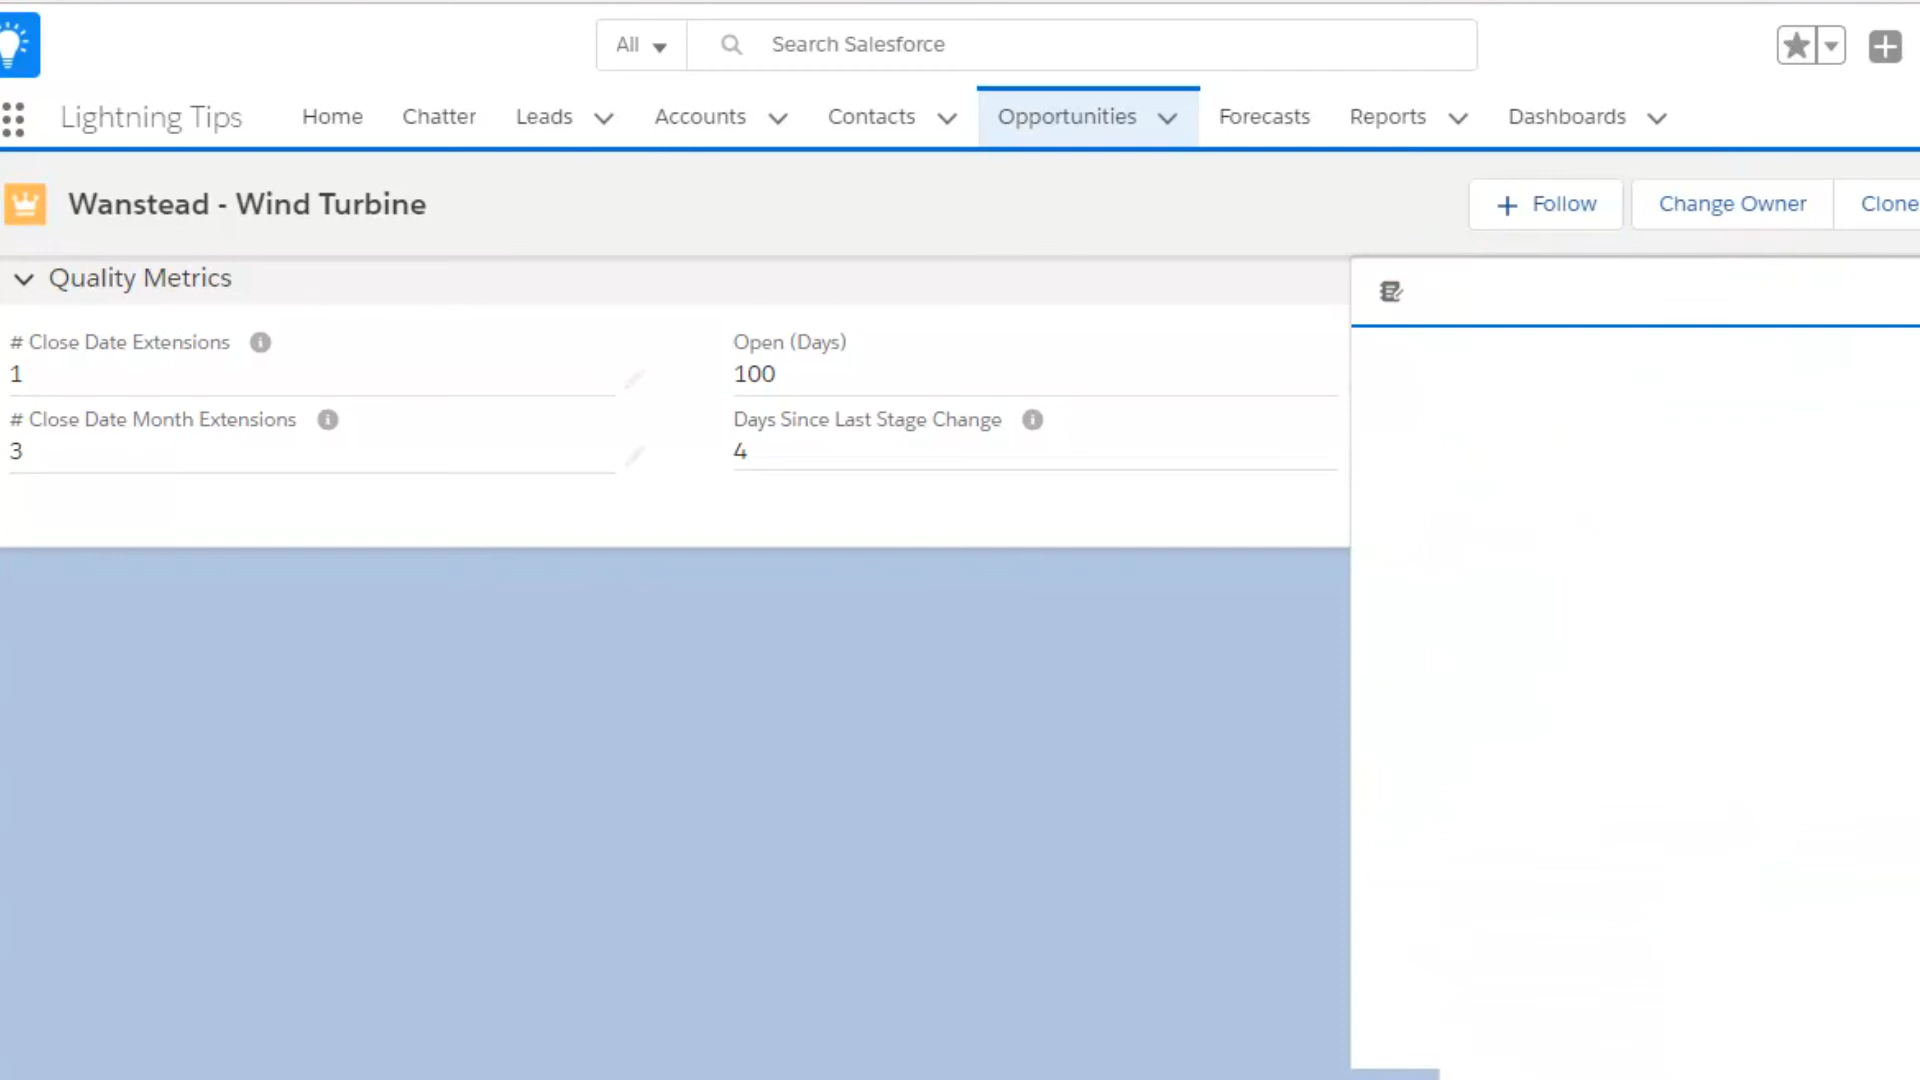 All
Search Salesforce
Lightning Tips Home Chatter Leads Accounts Contacts Opportunities Forecasts Reports Dashboards
Wanstead - Wind Turbine
Follow Change Owner Clone
Quality Metrics
# Close Date Extensions
1
Open (Days)
100
# Close Date Month Extensions
3
Days Since Last Stage Change
4